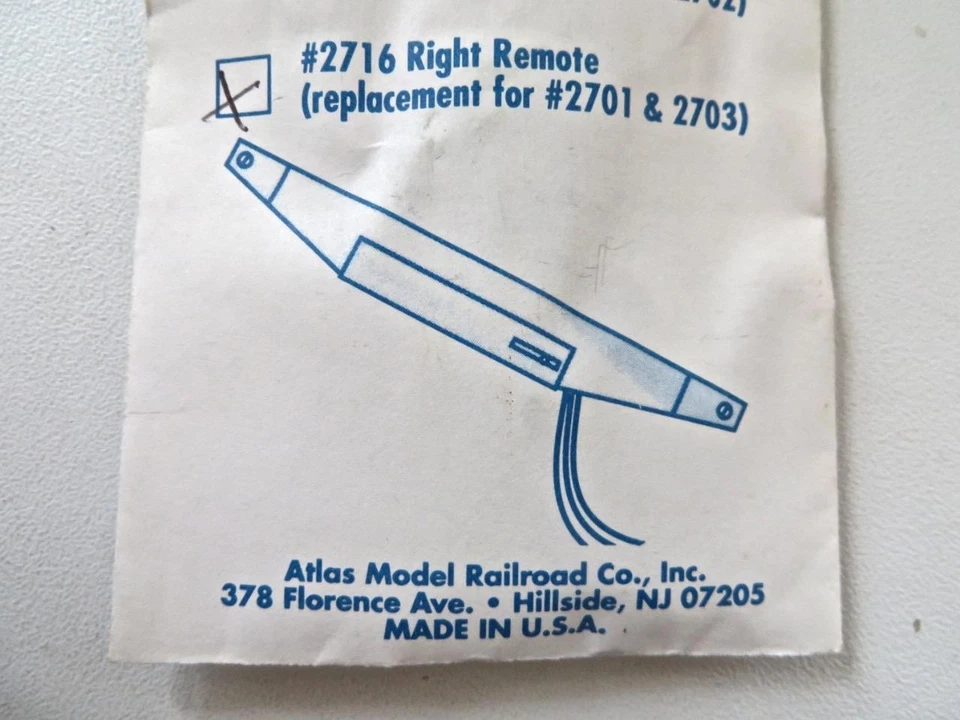 2702)
#2716 Right Remote
(replacement for #2701 & 2703)
Atlas Model Railroad Co., Inc.
378 Florence Ave. • Hillside, NJ 07205
MADE IN U.S.A.